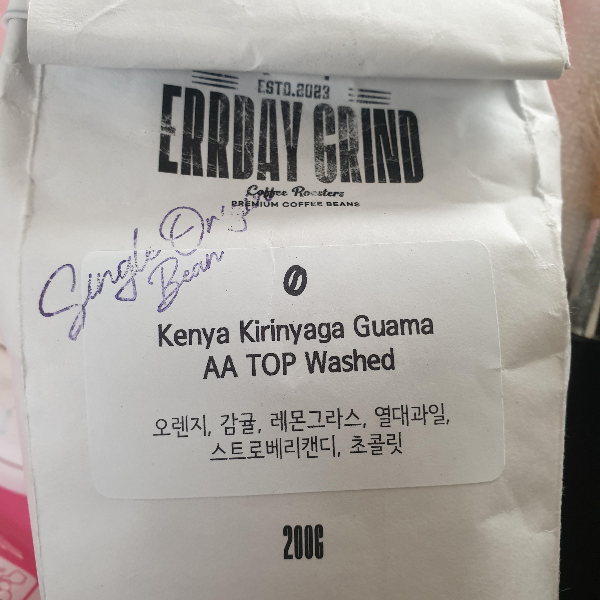 ESTD.2023
ERRDAY GRIND
Coffee Roasters
PREMIUM COFFEE BEANS
Single Origin
Bean
Kenya Kirinyaga Guama
AA TOP Washed
오렌지, 감귤, 레몬그라스, 열대과일,
스트로베리캔디, 초콜릿
200G